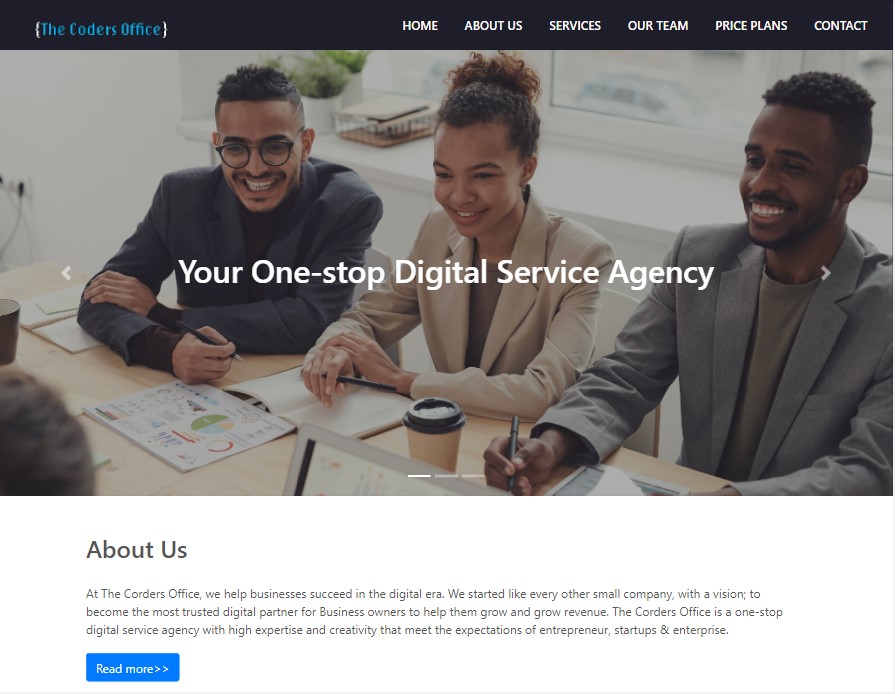 {The Coders Office}
HOME ABOUT US SERVICES OUR TEAM PRICE PLANS CONTACT
Your One-stop Digital Service Agency
About Us
At The Corders Office, we help businesses succeed in the digital era. We started like every other small company, with a vision; to
become the most trusted digital partner for Business owners to help them grow and grow revenue. The Corders Office is a one-stop
digital service agency with high expertise and creativity that meet the expectations of entrepreneur, startups & enterprise.
Read more>>